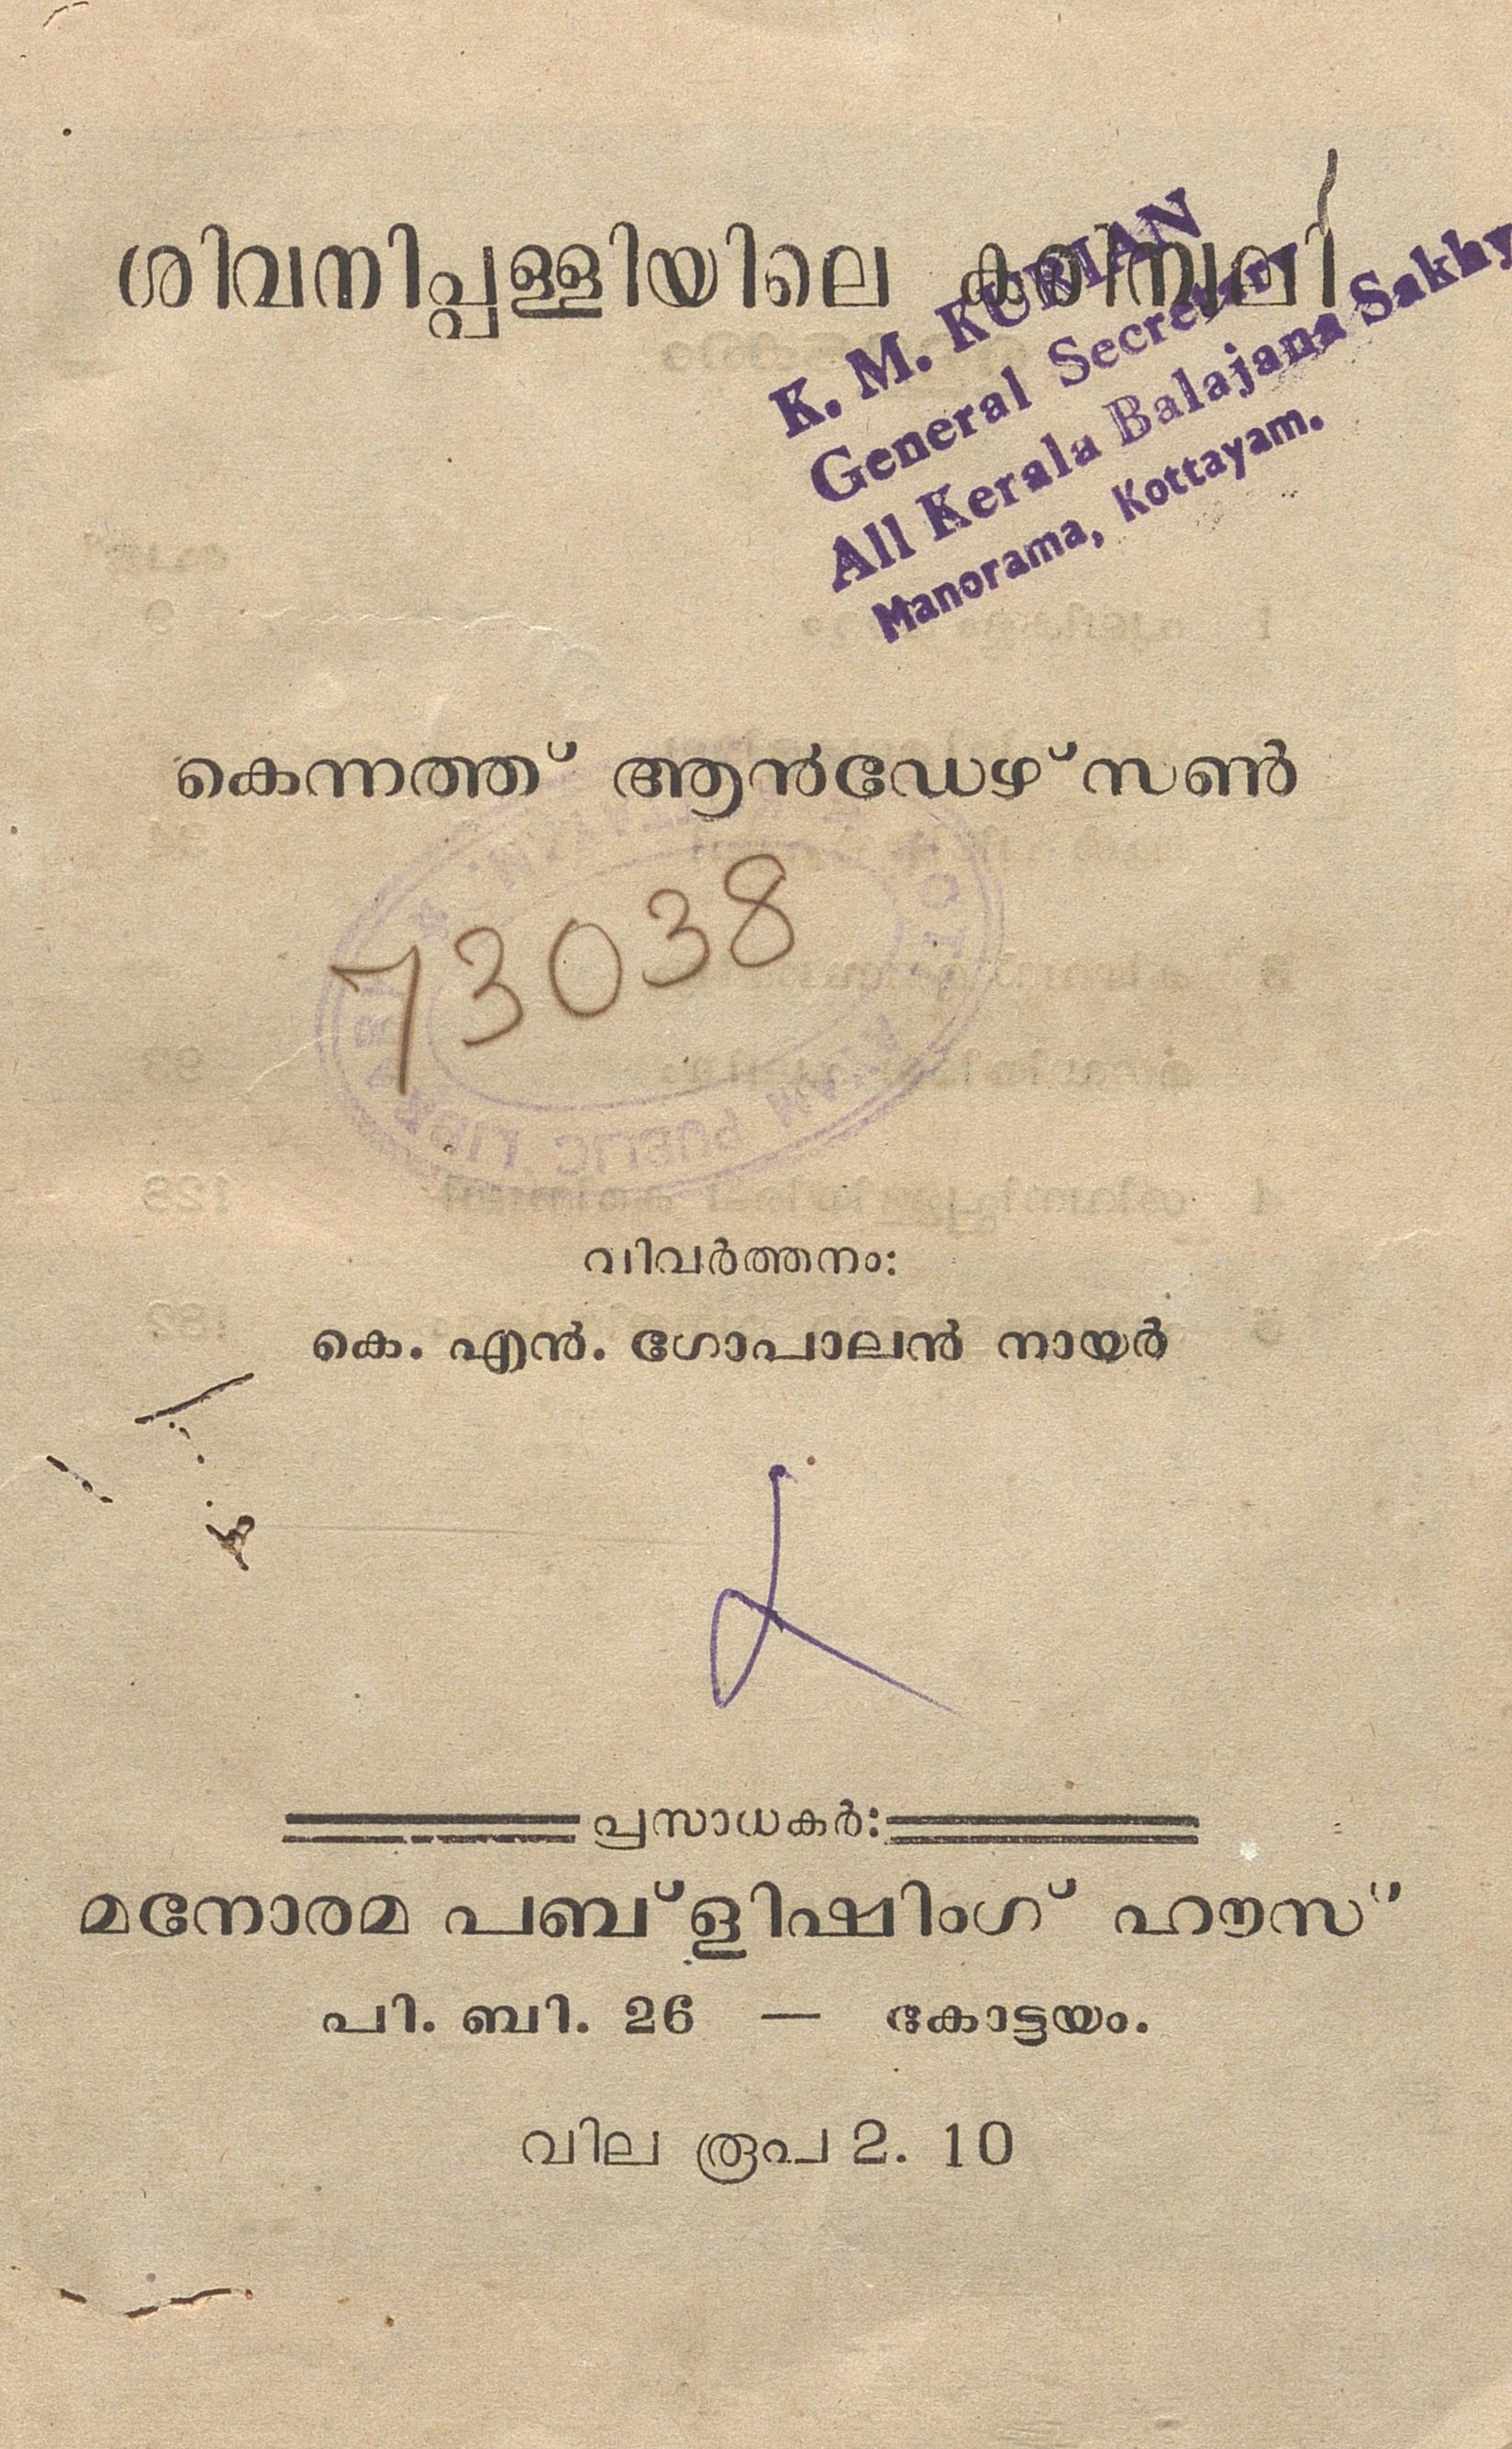 ശിവനിപ്പള്ളിയിലെ കരിമ്പുലി
K. M. KURIAN
General Secretary
All Kerala Balajana Sakhy
Manorama, Kottayam.
കെന്നത്ത് ആൻഡേഴ്സൺ
73038
വിവർത്തനം:
കെ. എൻ. ഗോപാലൻ നായർ
പ്രസാധകർ:
മനോരമ പബ്ളിഷിംഗ് ഹൗസ്
പി. ബി. 26 — കോട്ടയം.
വില രൂപ 2. 10